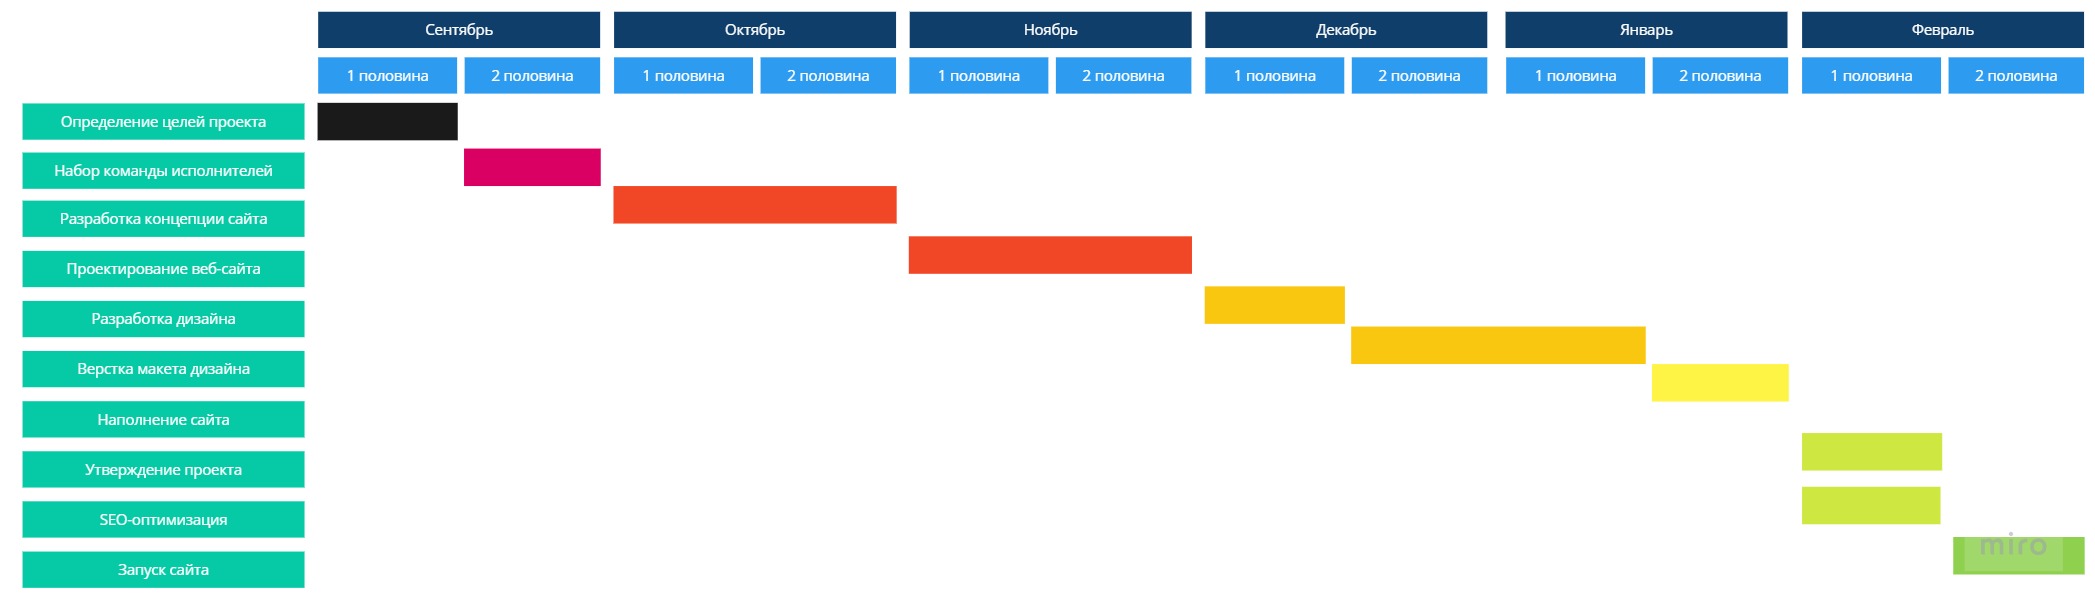 Сентябрь
Октябрь
Ноябрь
Декабрь
Январь
Февраль
1 половина
2 половина
1 половина
2 половина
1 половина
2 половина
1 половина
2 половина
1 половина
2 половина
1 половина
2 половина
Определение целей проекта
Набор команды исполнителей
Разработка концепции сайта
Проектирование веб-сайта
Разработка дизайна
Верстка макета дизайна
Наполнение сайта
Утверждение проекта
SEO-оптимизация
Запуск сайта
miro